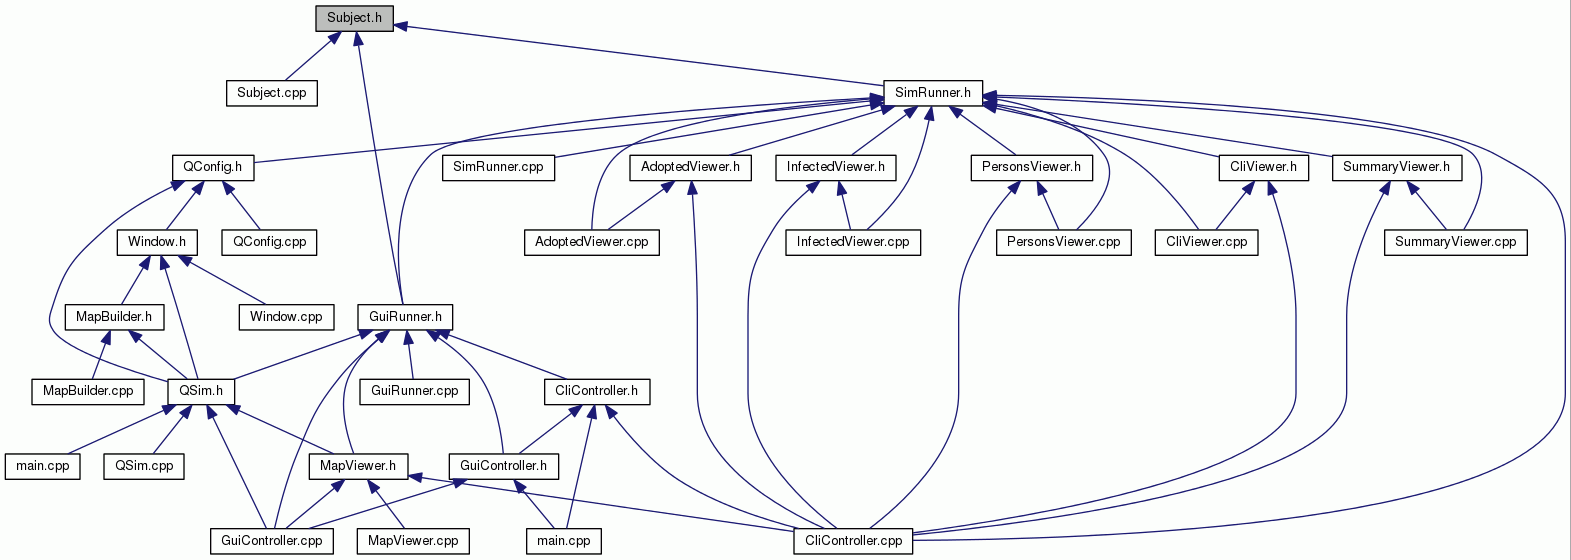 Subject.h
Subject.cpp
SimRunner.h
QConfig.h
SimRunner.cpp
AdoptedViewer.h
InfectedViewer.h
PersonsViewer.h
CliViewer.h
SummaryViewer.h
Window.h
QConfig.cpp
AdoptedViewer.cpp
InfectedViewer.cpp
PersonsViewer.cpp
CliViewer.cpp
SummaryViewer.cpp
MapBuilder.h
Window.cpp
GuiRunner.h
MapBuilder.cpp
QSim.h
GuiRunner.cpp
CliController.h
main.cpp
QSim.cpp
MapViewer.h
GuiController.h
GuiController.cpp
MapViewer.cpp
main.cpp
CliController.cpp